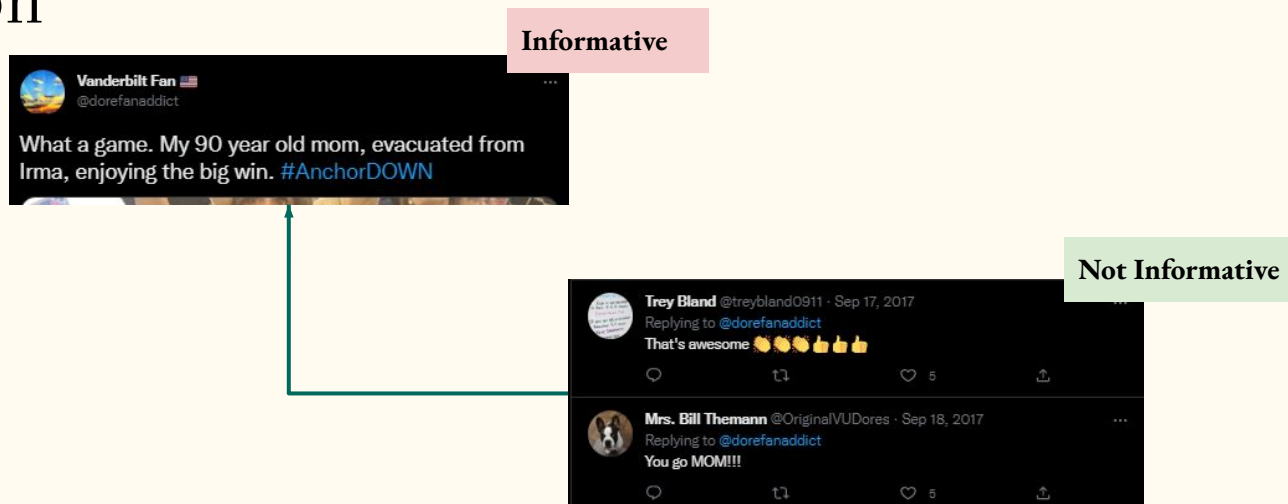 on
Informative
Vanderbilt Fan 🇺🇸
@dorefanaddict
What a game. My 90 year old mom, evacuated from
Irma, enjoying the big win. #AnchorDOWN
Not Informative
Trey Bland @treybland0911 · Sep 17, 2017
Replying to @dorefanaddict
That's awesome 👏👏👏👍👍👍
5
Mrs. Bill Themann @OriginalVUDores · Sep 18, 2017
Replying to @dorefanaddict
You go MOM!!!
5